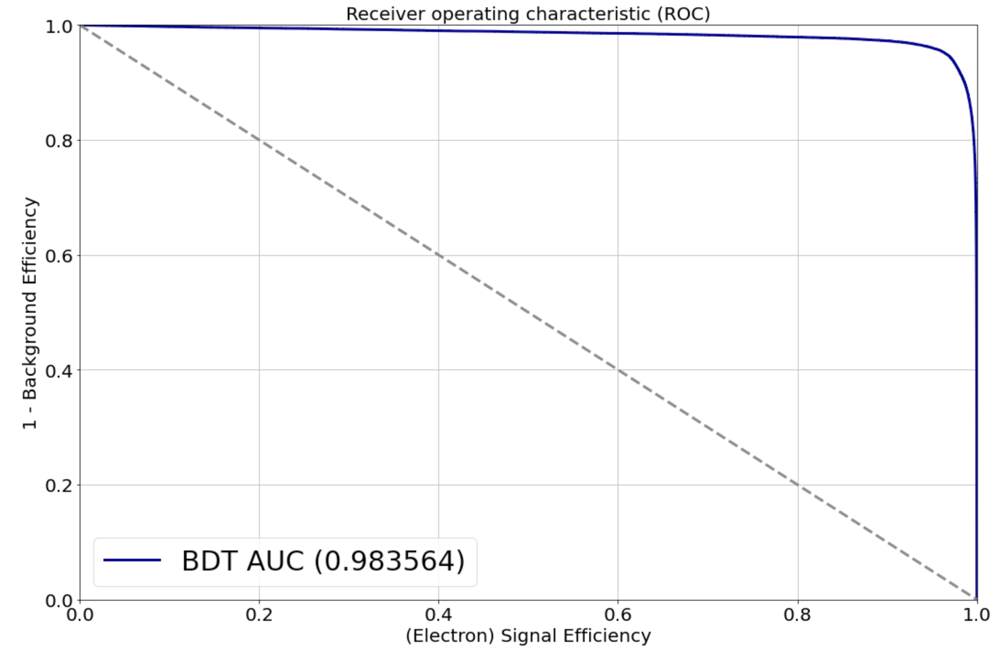 Receiver operating characteristic (ROC)
1.0
0.8
0.6
0.4
0.2
0.0
1 - Background Efficiency
BDT AUC (0.983564)
0.0 0.2 0.4 0.6 0.8 1.0
(Electron) Signal Efficiency